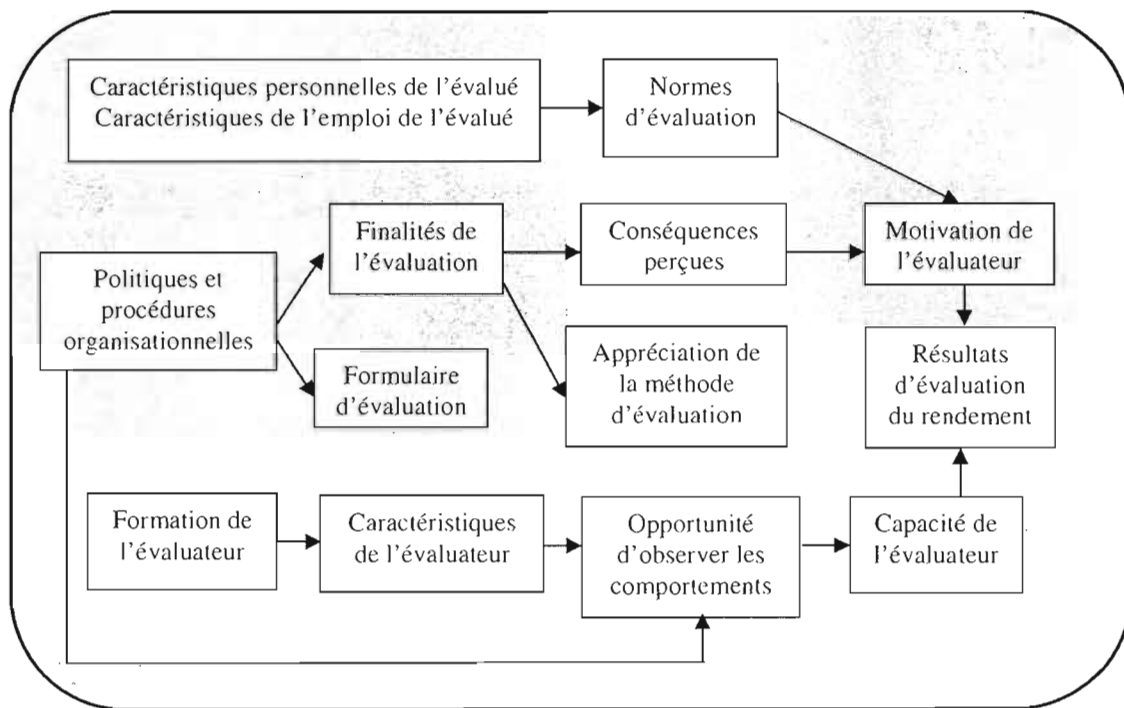 Caractéristiques personnelles de l'évalué
Caractéristiques de l'emploi de l'évalué
Normes
d'évaluation
Finalités de
l'évaluation
Conséquences
perçues
Motivation de
l'évaluateur
Politiques et
procédures
organisationnelles
Formulaire
d'évaluation
Appréciation de
la méthode
d'évaluation
Résultats
d'évaluation
du rendement
Formation de
l'évaluateur
Caractéristiques
de l'évaluateur
Opportunité
d'observer les
comportements
Capacité de
l'évaluateur